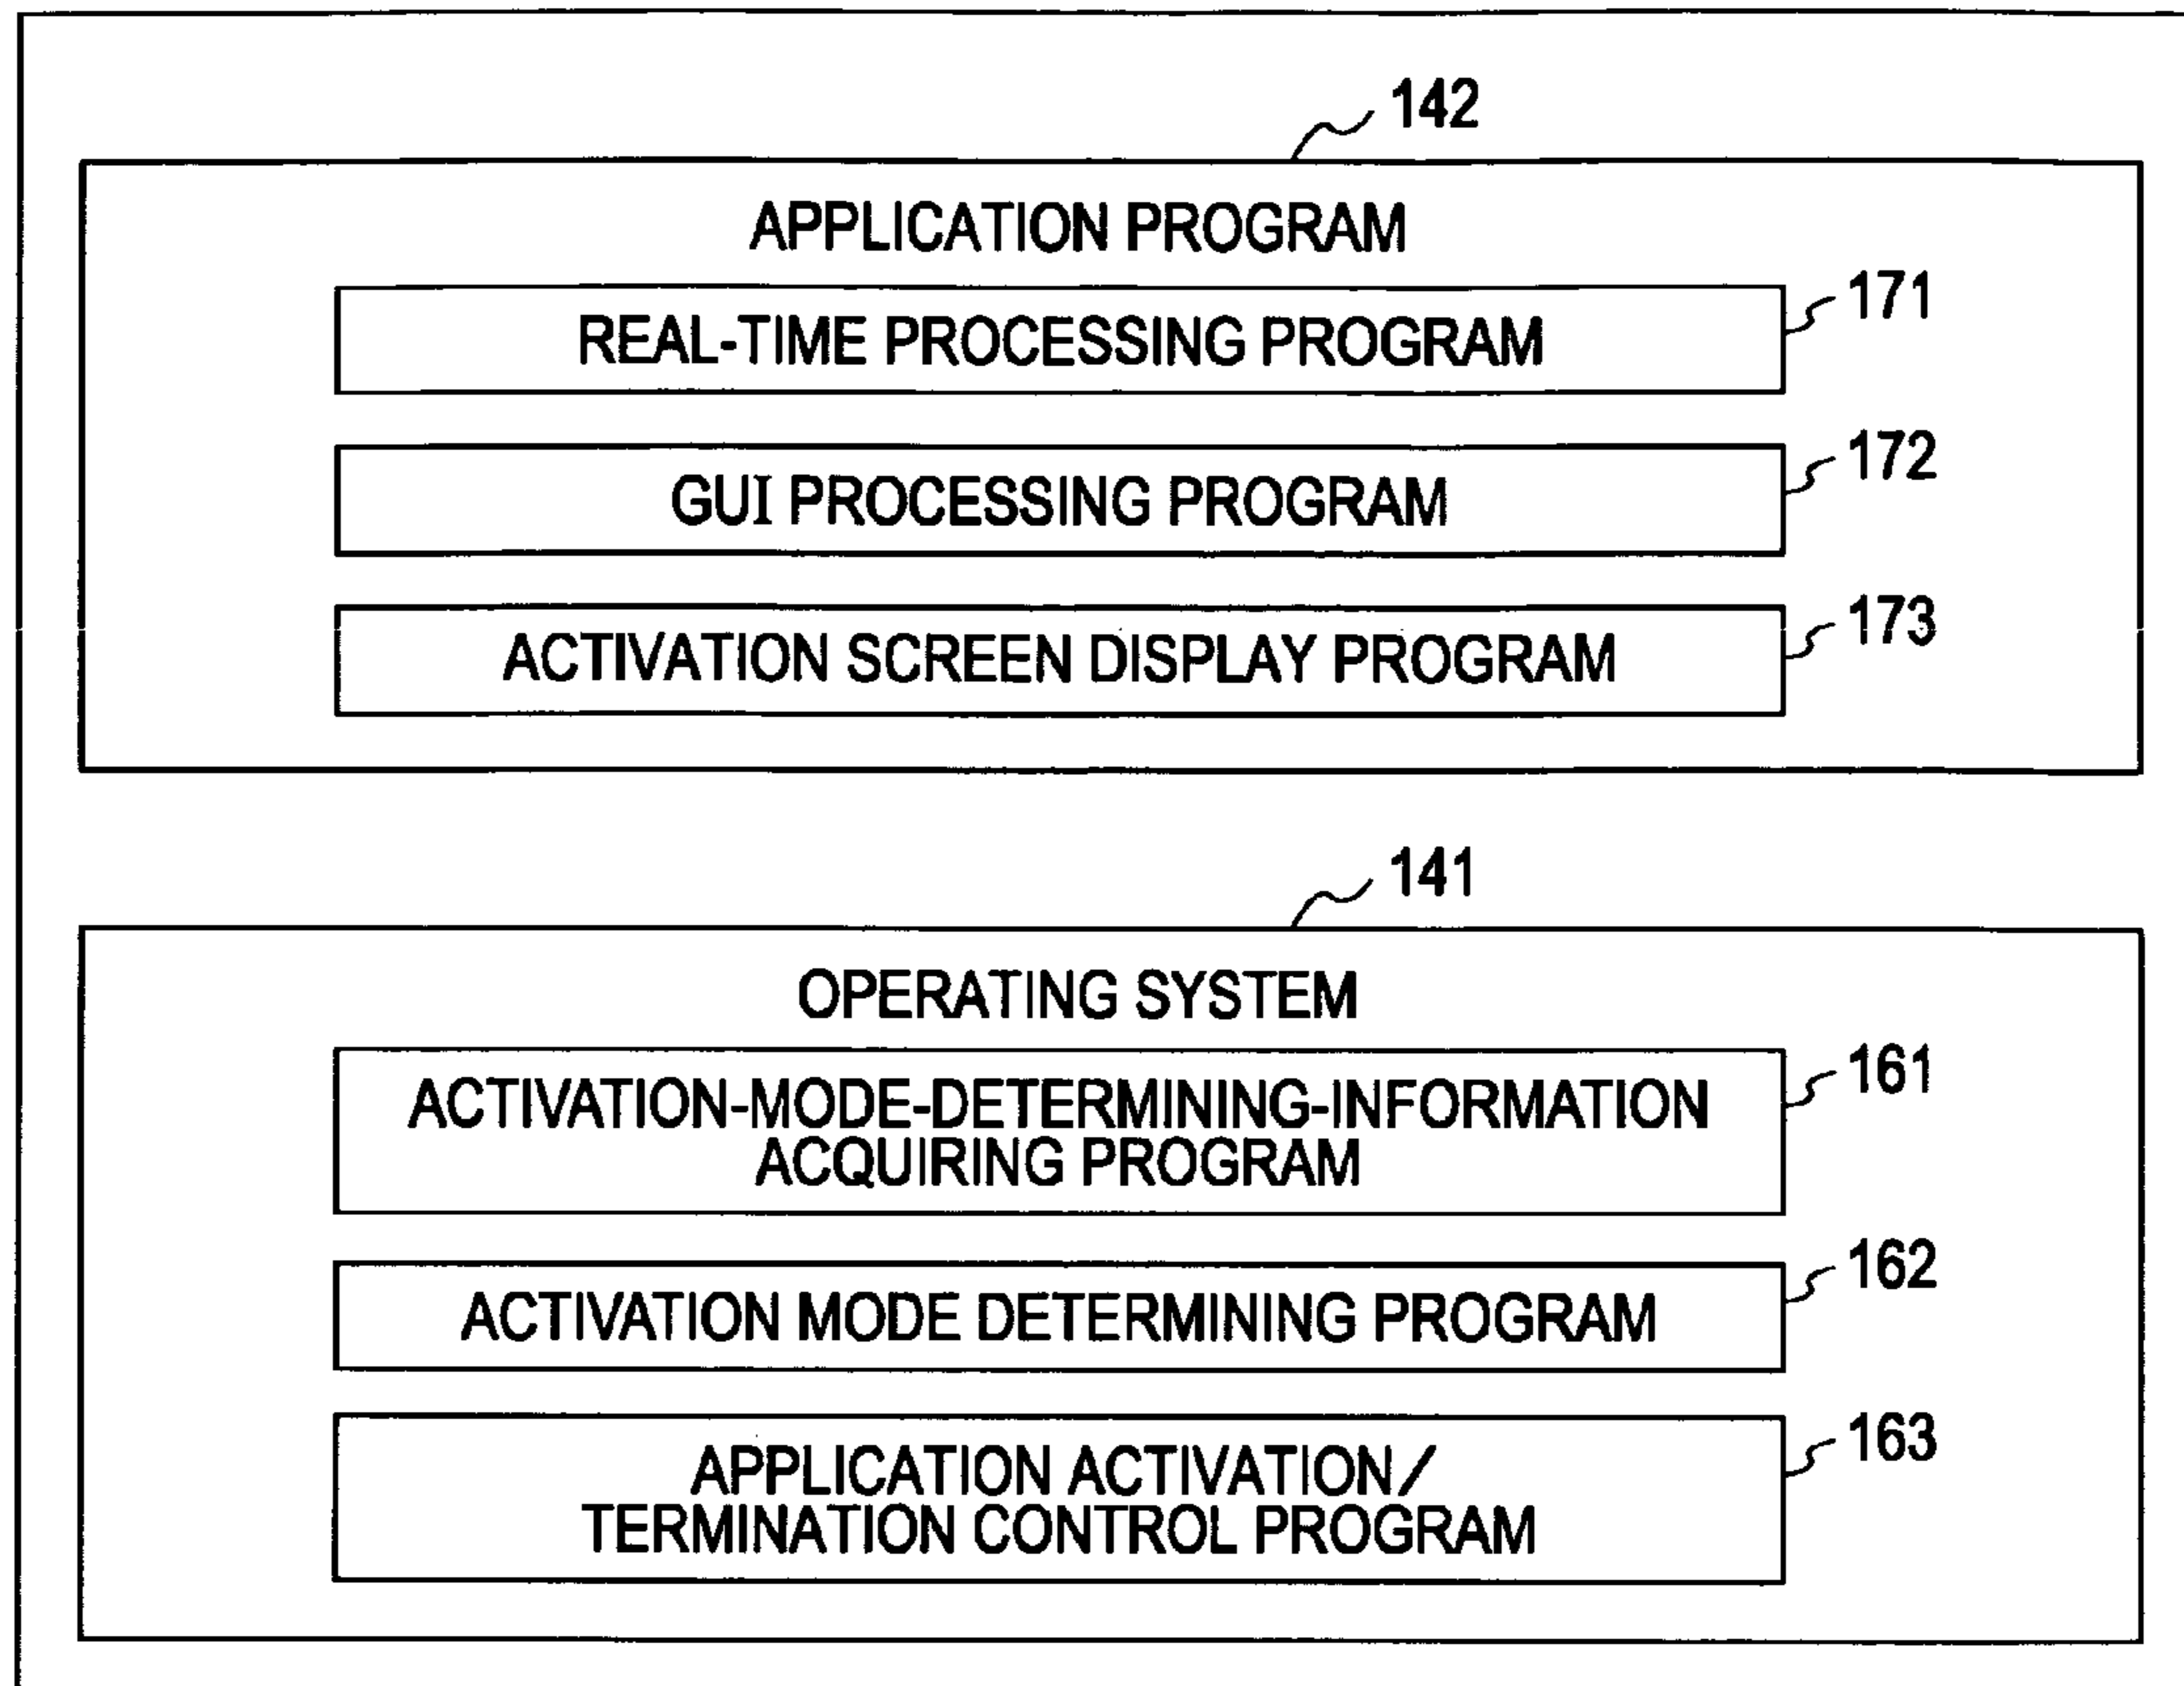 142
APPLICATION PROGRAM
171
REAL-TIME PROCESSING PROGRAM
172
GUI PROCESSING PROGRAM
173
ACTIVATION SCREEN DISPLAY PROGRAM
141
OPERATING SYSTEM
161
ACTIVATION-MODE-DETERMINING-INFORMATION
ACQUIRING PROGRAM
162
ACTIVATION MODE DETERMINING PROGRAM
163
APPLICATION ACTIVATION/
TERMINATION CONTROL PROGRAM